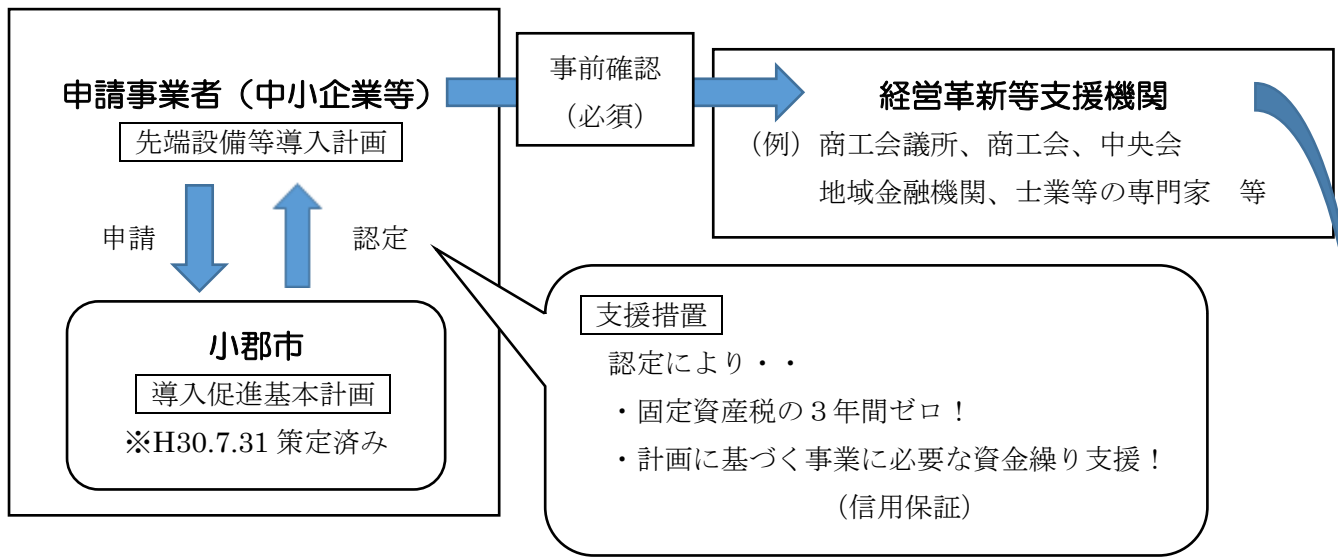 申請事業者（中小企業等）
先端設備等導入計画
申請
認定
小郡市
導入促進基本計画
※H30.7.31 策定済み
事前確認
（必須）
経営革新等支援機関
（例）商工会議所、商工会、中央会
地域金融機関、士業等の専門家　等
支援措置
認定により・・
・固定資産税の３年間ゼロ！
・計画に基づく事業に必要な資金繰り支援！
（信用保証）